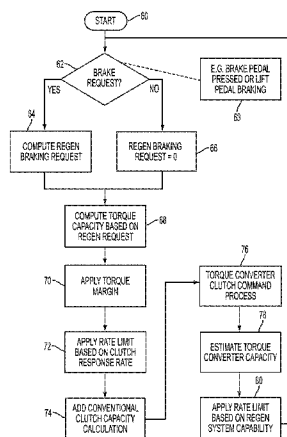 START
60
62
BRAKE
REQUEST?
E.G. BRAKE PEDAL
PRESSED OR LIFT
PEDAL BRAKING
63
YES
NO
64
COMPUTE REGEN
BRAKING REQUEST
REGEN BRAKING
REQUEST = 0
66
COMPUTE TORQUE
CAPACITY BASED ON
REGEN REQUEST
68
70
APPLY TORQUE
MARGIN
72
APPLY RATE LIMIT
BASED ON CLUTCH
RESPONSE RATE
74
ADD CONVENTIONAL
CLUTCH CAPACITY
CALCULATION
76
TORQUE CONVERTER
CLUTCH COMMAND
PROCESS
78
ESTIMATE TORQUE
CONVERTER CAPACITY
80
APPLY RATE LIMIT
BASED ON REGEN
SYSTEM CAPABILITY